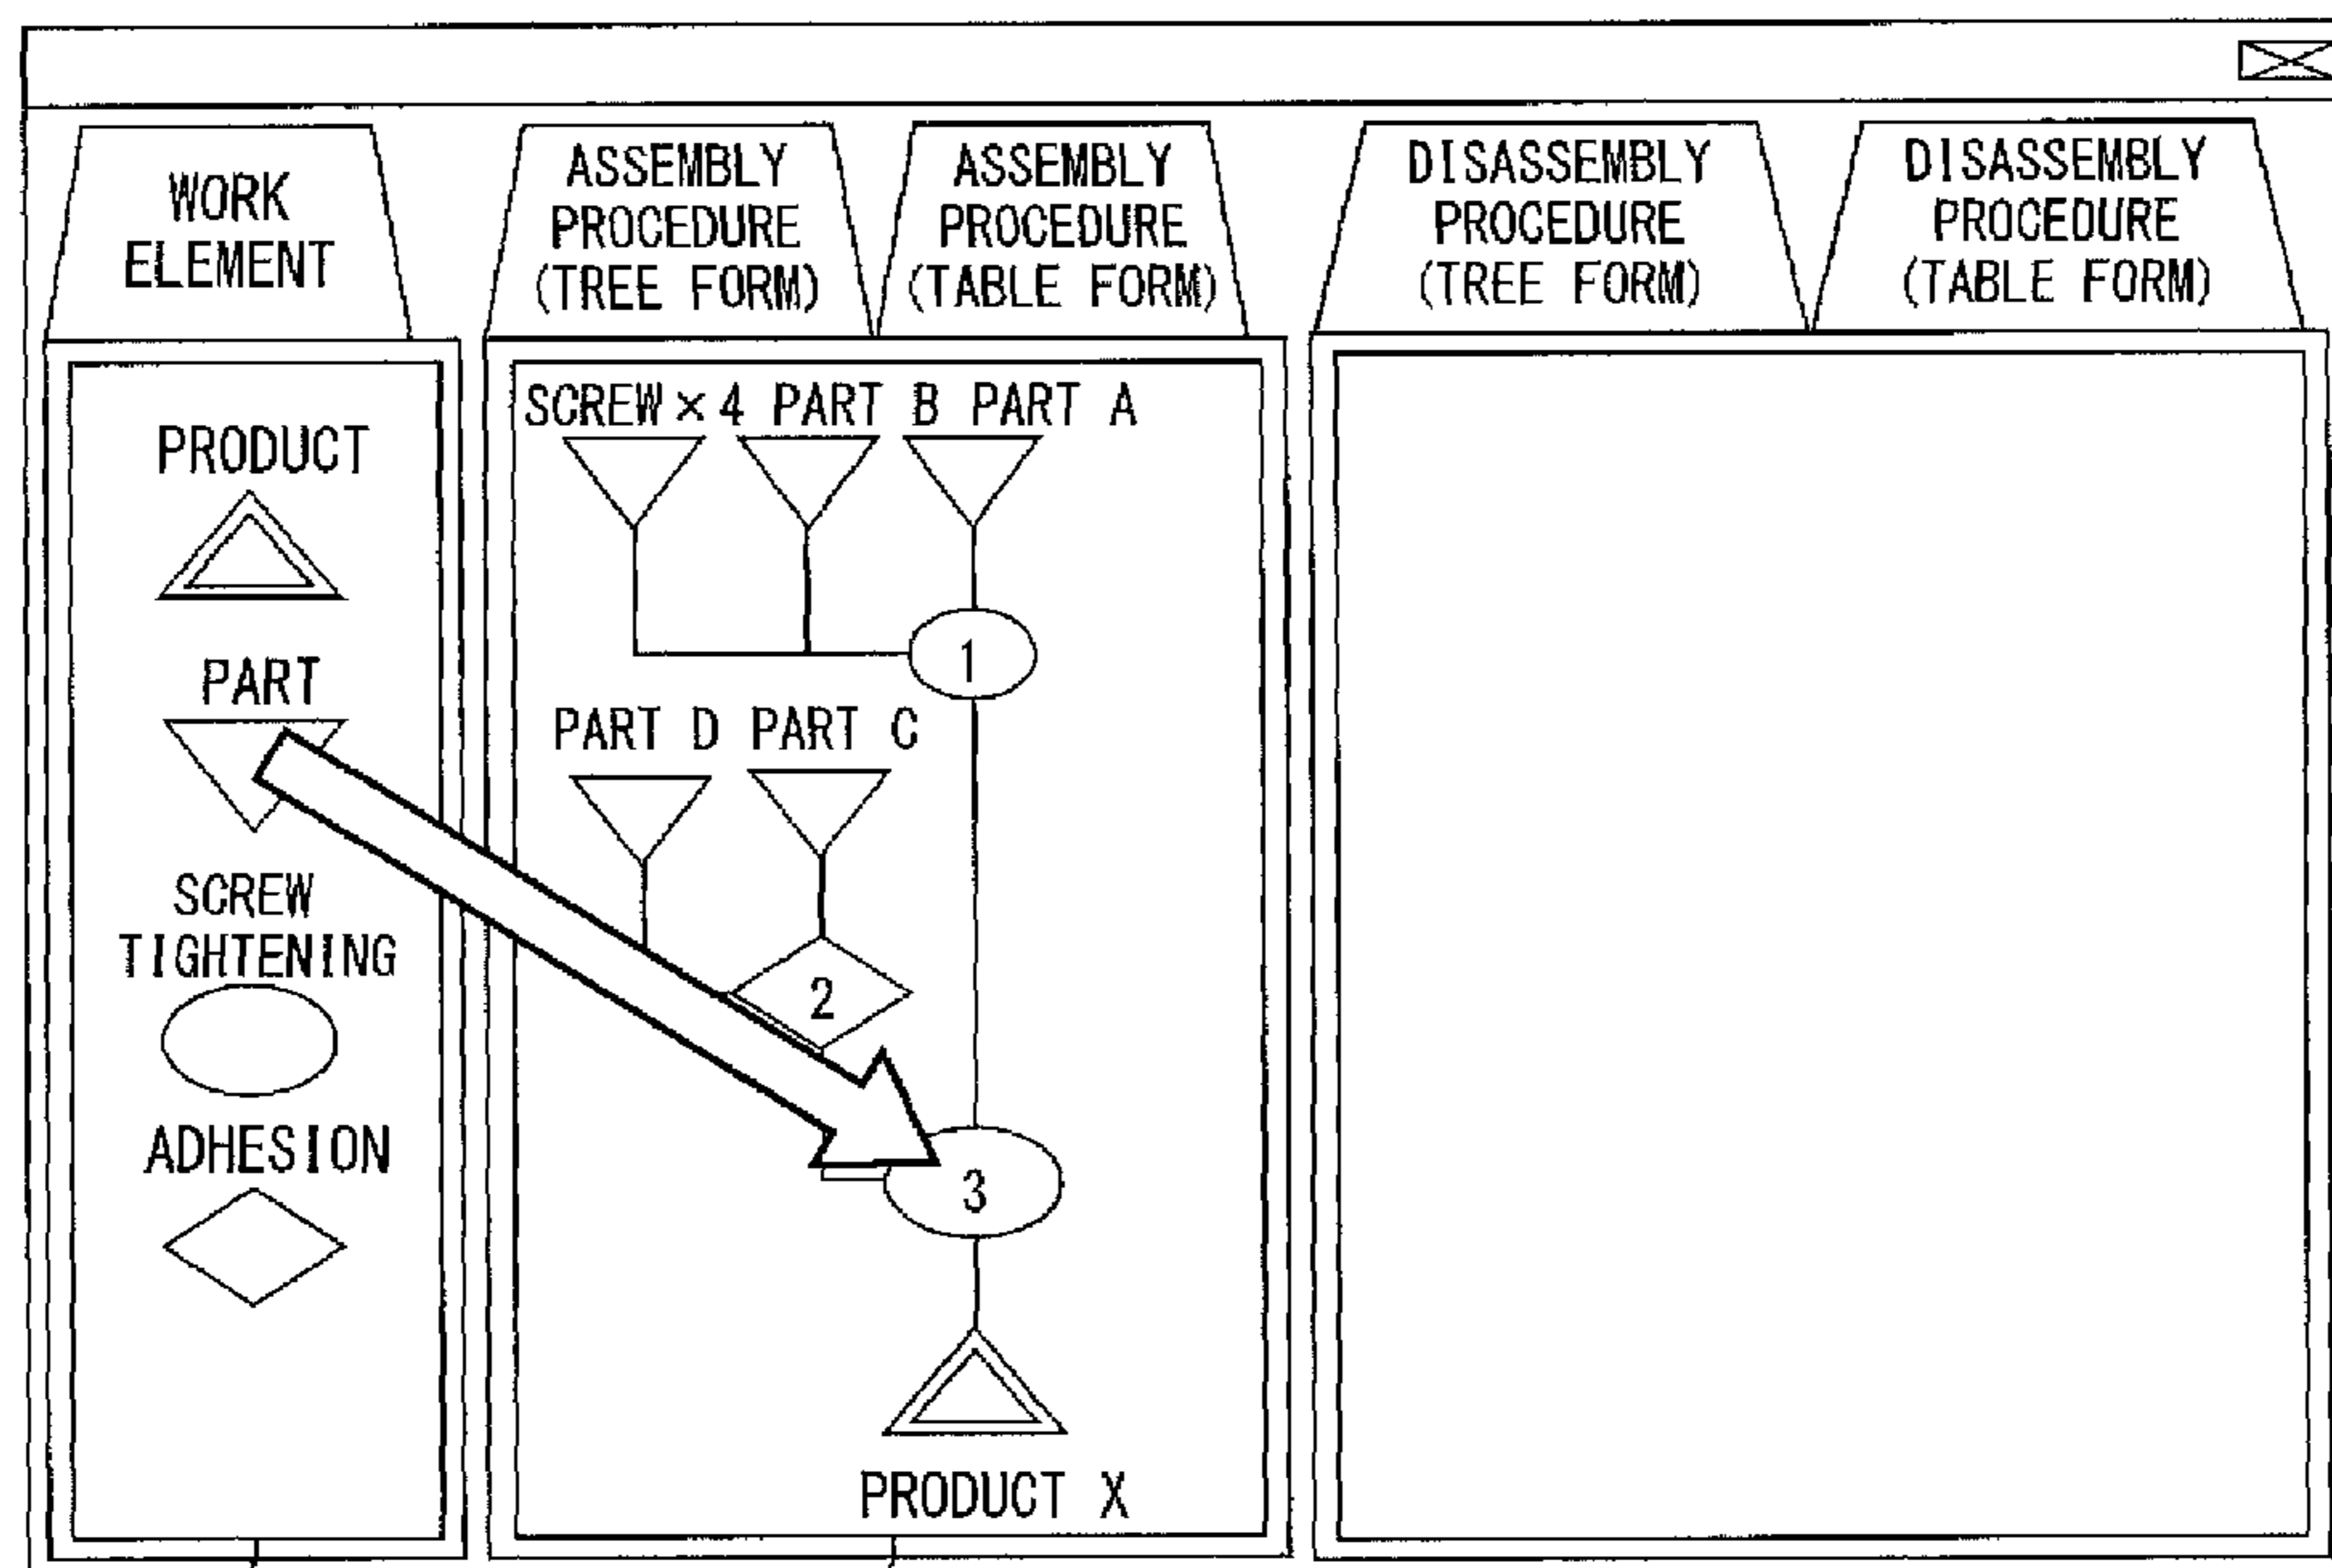 WORK
ELEMENT
ASSEMBLY
PROCEDURE
(TREE FORM)
ASSEMBLY
PROCEDURE
(TABLE FORM)
DISASSEMBLY
PROCEDURE
(TREE FORM)
DISASSEMBLY
PROCEDURE
(TABLE FORM)
PRODUCT
PART
SCREW
TIGHTENING
ADHESION
SCREW×4 PART B PART A
1
PART D PART C
2
3
PRODUCT X